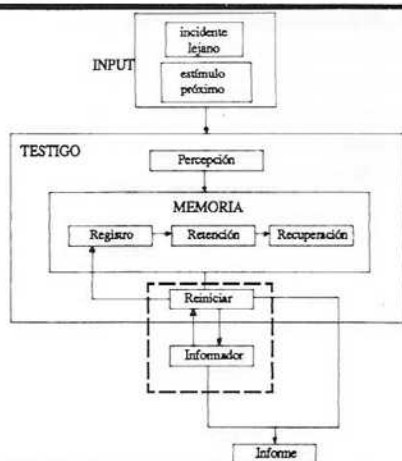 incidente
lejano
INPUT
estímulo
próximo
TESTIGO
Percepción
MEMORIA
Registro
Retención
Recuperación
Reiniciar
Informador
Informe